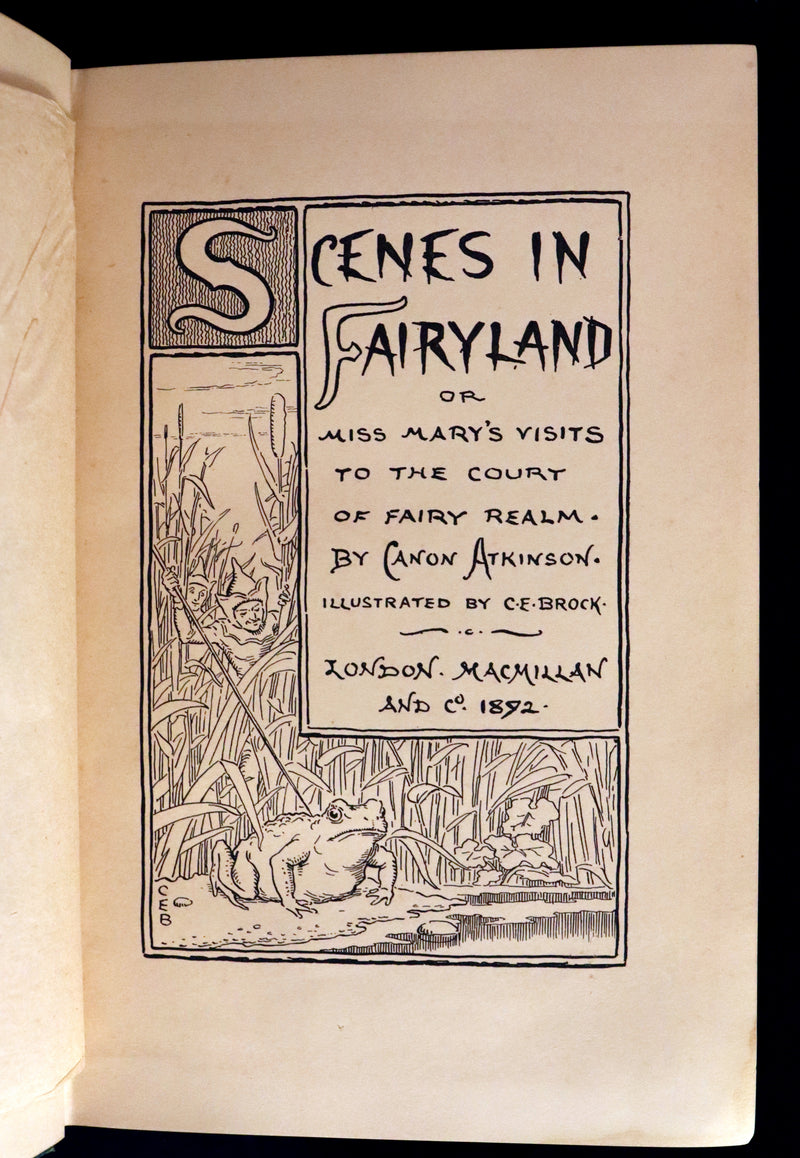 SCENES IN
FAIRYLAND
OR
MISS MARY'S VISITS
TO THE COURT
OF FAIRY REALM.
BY CANON ATKINSON.
ILLUSTRATED BY C.E. BROCK.
LONDON. MACMILLAN
AND Co. 1892.
C
E
B